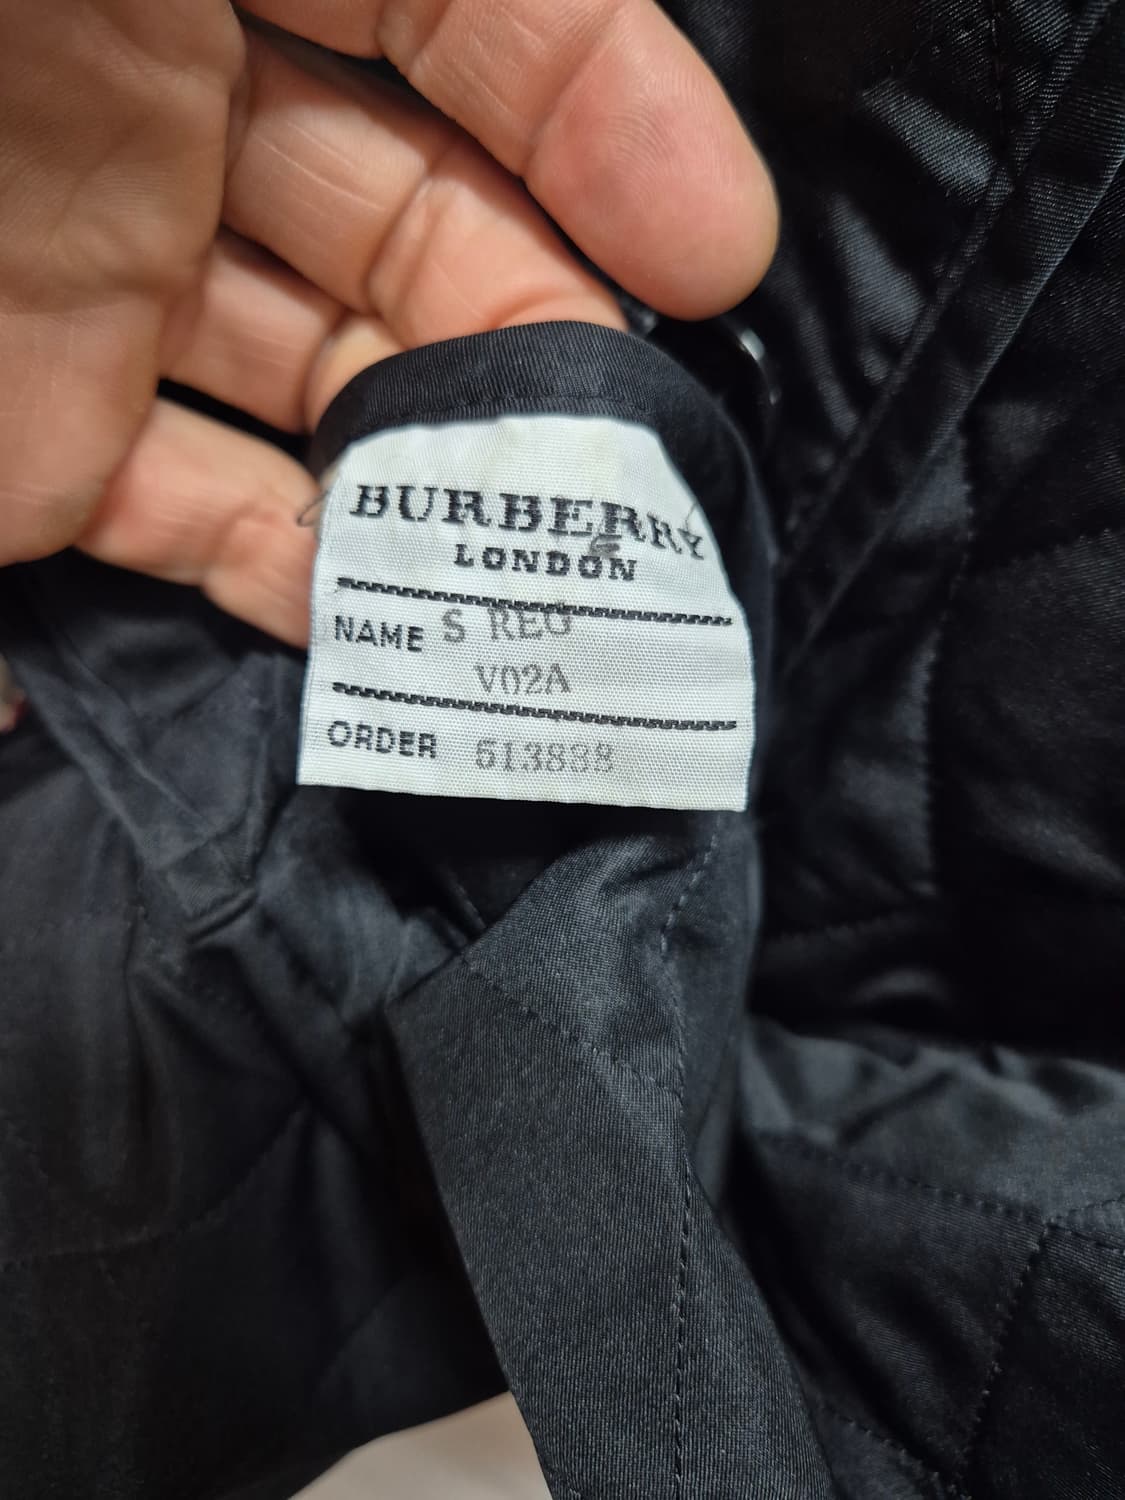 BURBERRY
LONDON
NAME S REG
V02A
ORDER 613838